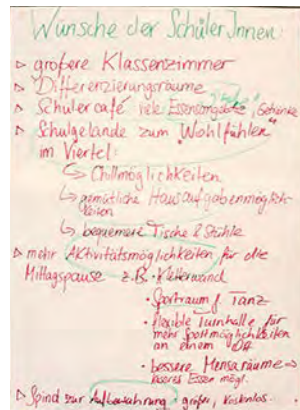 Wünsche der SchülerInnen:
▷ größere Klassenzimmer
▷ Differenzierungsräume
▷ Schülercafé viele Essensangebote, Getränke
▷ Schulgelände zum "Wohlfühlen"
im Viertel:
↳ Chillmöglichkeiten
↳ gemütliche Hausaufgabenmöglich-
keiten
↳ bequemere Tische & Stühle
▷ mehr Aktivitätsmöglichkeiten für die
Mittagspause z.B. · Kletterwand
· Sportraum f. Tanz
· flexible Turnhalle für
mehr Sportmöglichkeiten
an einem
· bessere Mensaräume ⇒
besseres Essen mögl.
▷ Spind zur Aufbewahrung - größer, kostenlos.